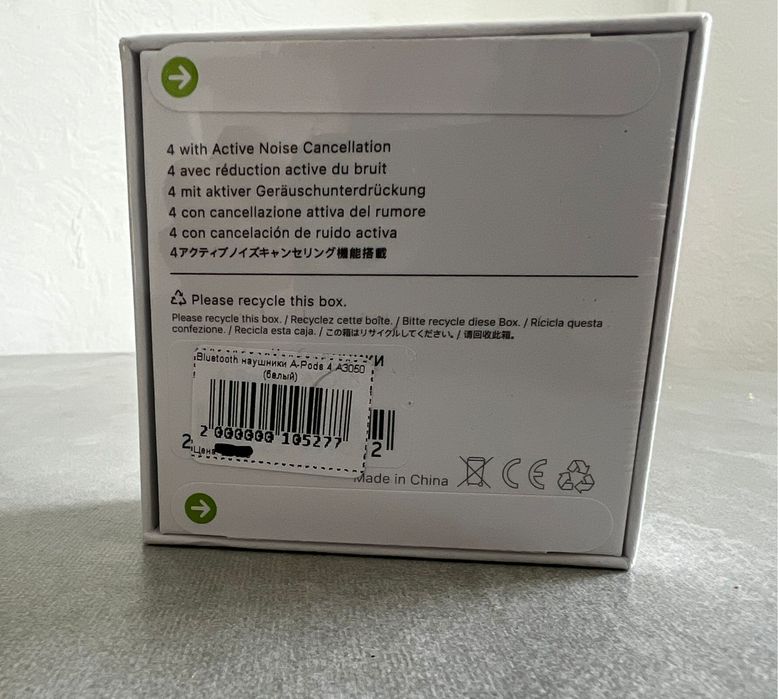 4 with Active Noise Cancellation
4 avec réduction active du bruit
4 mit aktiver Geräuschunterdrückung
4 con cancellazione attiva del rumore
4 con cancelación de ruido activa
4アクティブノイズキャンセリング機能搭載
Please recycle this box.
Please recycle this box. / Recyclez cette boîte. / Bitte recycle diese Box. / Ricicla questa
confezione. / Recicla esta caja. / この箱はリサイクルしてください。/ 请回收此箱。
Bluetooth наушники A-Pods 4 A3050
(белый)
2 000000 105277
2
2
Цена
Made in China
CE